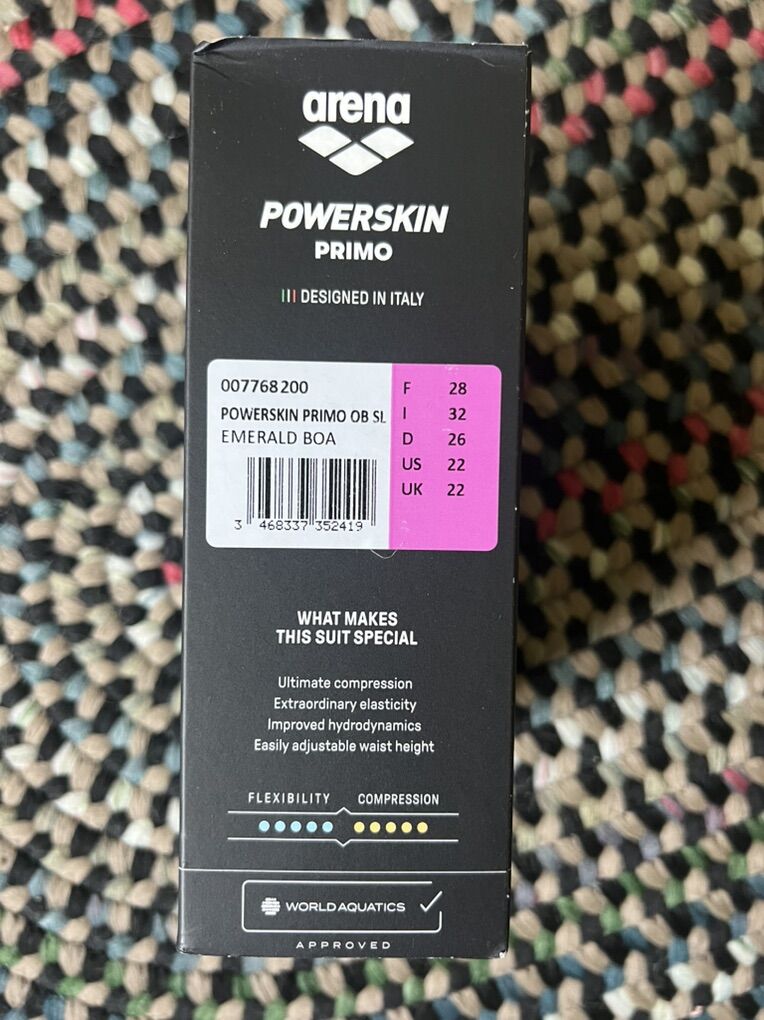 arena
POWERSKIN
PRIMO
DESIGNED IN ITALY
007768200
POWERSKIN PRIMO OB SL
EMERALD BOA
3 468337 352419
F 28
I 32
D 26
US 22
UK 22
WHAT MAKES
THIS SUIT SPECIAL
Ultimate compression
Extraordinary elasticity
Improved hydrodynamics
Easily adjustable waist height
FLEXIBILITY COMPRESSION
WORLD AQUATICS
APPROVED